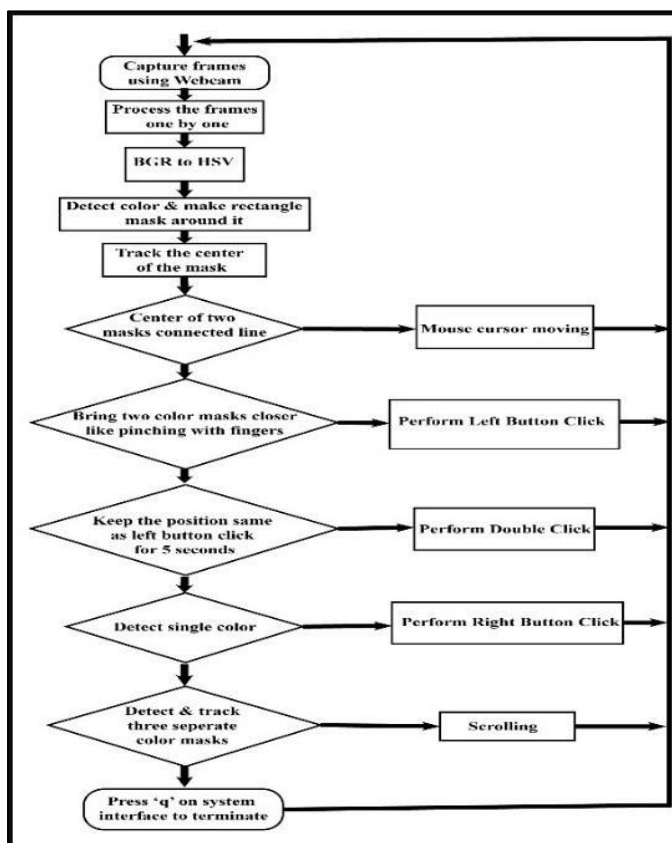 Capture frames
using Webcam
Process the frames
one by one
BGR to HSV
Detect color & make rectangle
mask around it
Track the center
of the mask
Center of two
masks connected line
Mouse cursor moving
Bring two color masks closer
like pinching with fingers
Perform Left Button Click
Keep the position same
as left button click
for 5 seconds
Perform Double Click
Detect single color
Perform Right Button Click
Detect & track
three seperate
color masks
Scrolling
Press ‘q’ on system
interface to terminate